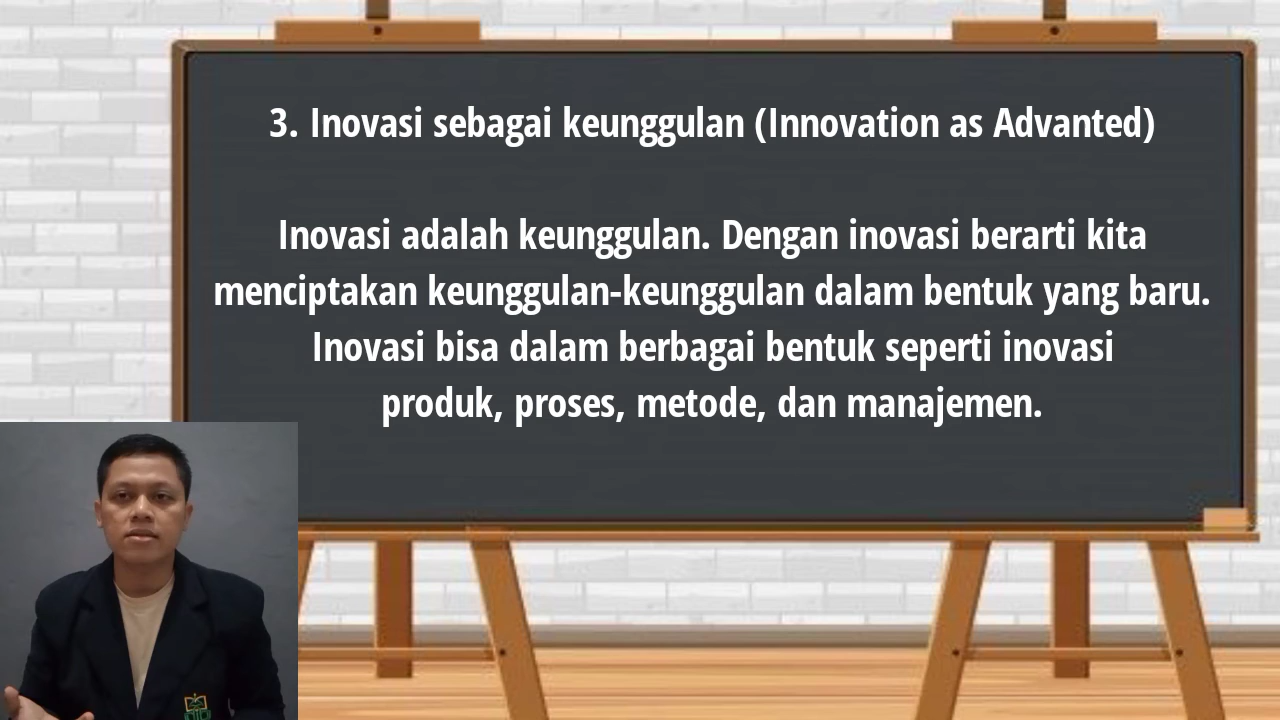 3. Inovasi sebagai keunggulan (Innovation as Advanted)
Inovasi adalah keunggulan. Dengan inovasi berarti kita
menciptakan keunggulan-keunggulan dalam bentuk yang baru.
Inovasi bisa dalam berbagai bentuk seperti inovasi
produk, proses, metode, dan manajemen.